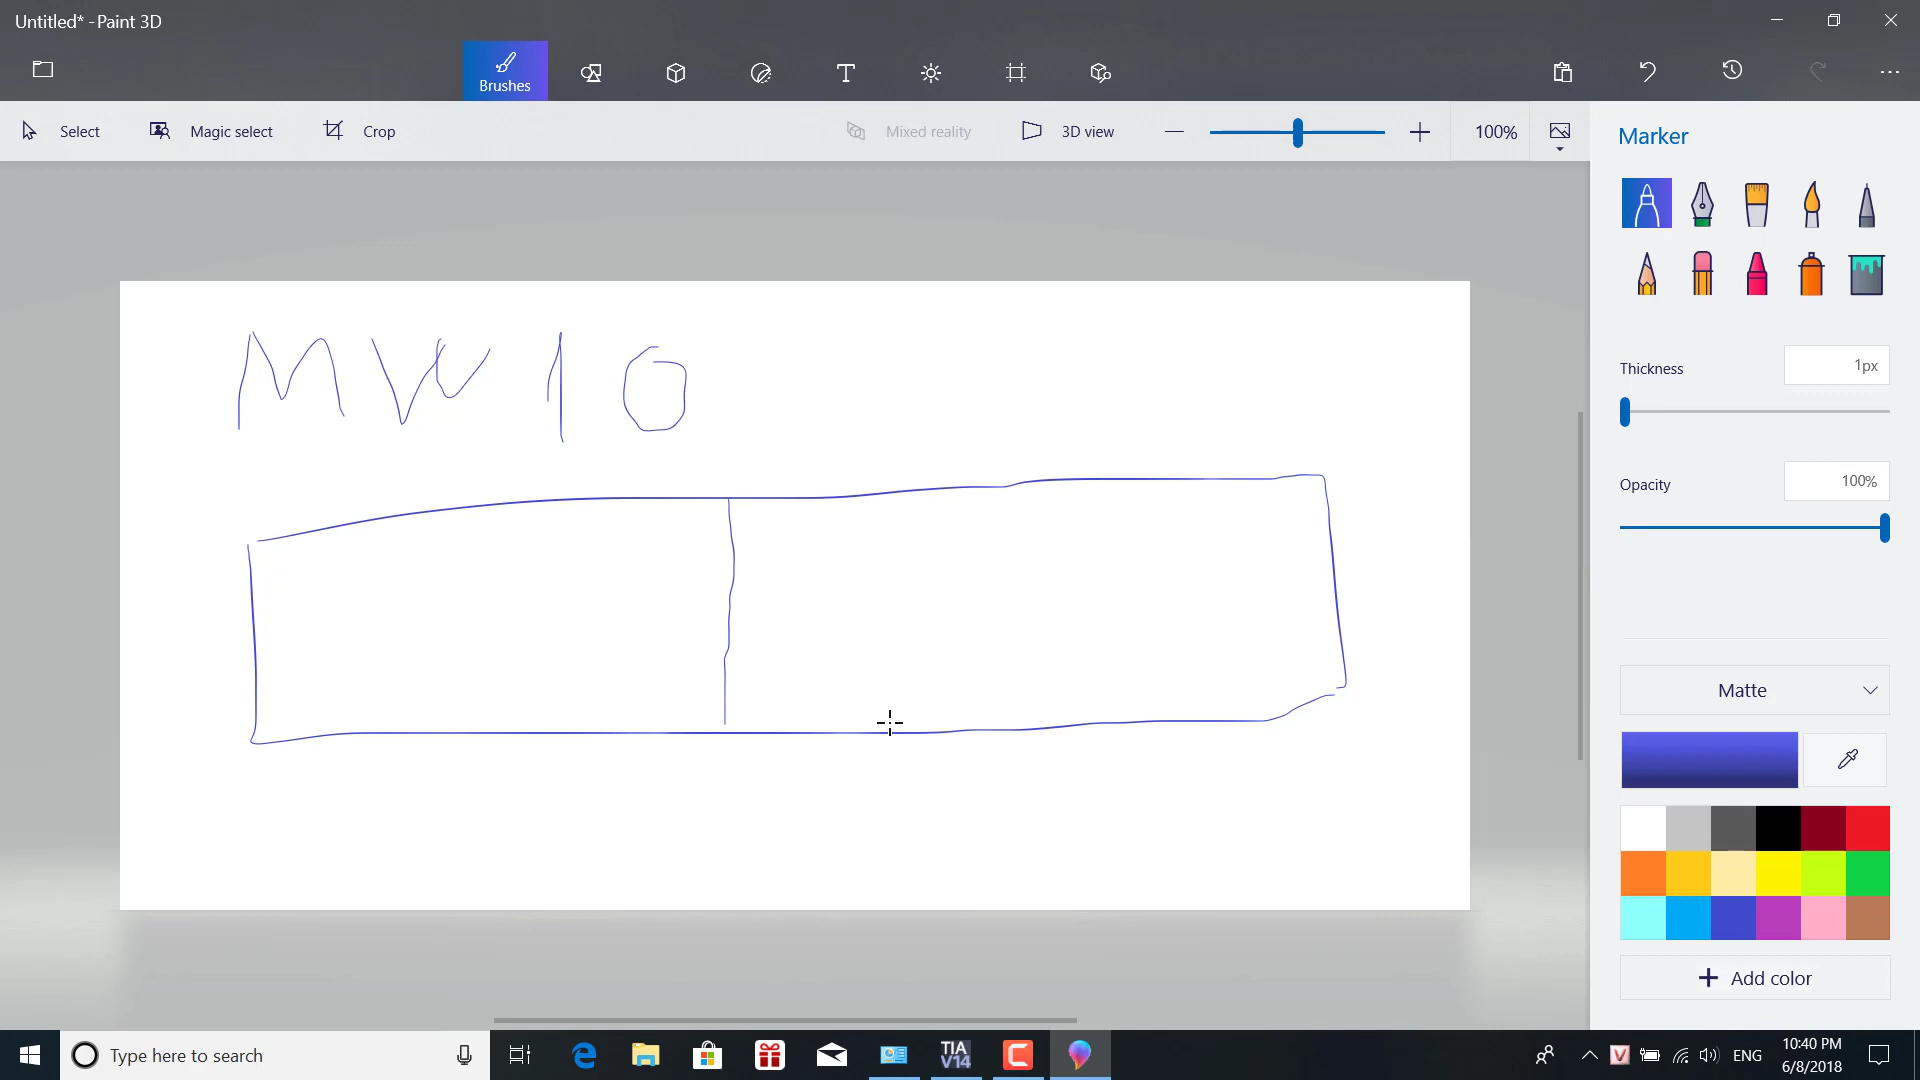 Untitled* - Paint 3D
Brushes
Select Magic select Crop Mixed reality 3D view 100%
Marker
MW 10
Thickness 1px
Opacity 100%
Matte
Add color
Type here to search
TIA V14
ENG
10:40 PM
6/8/2018